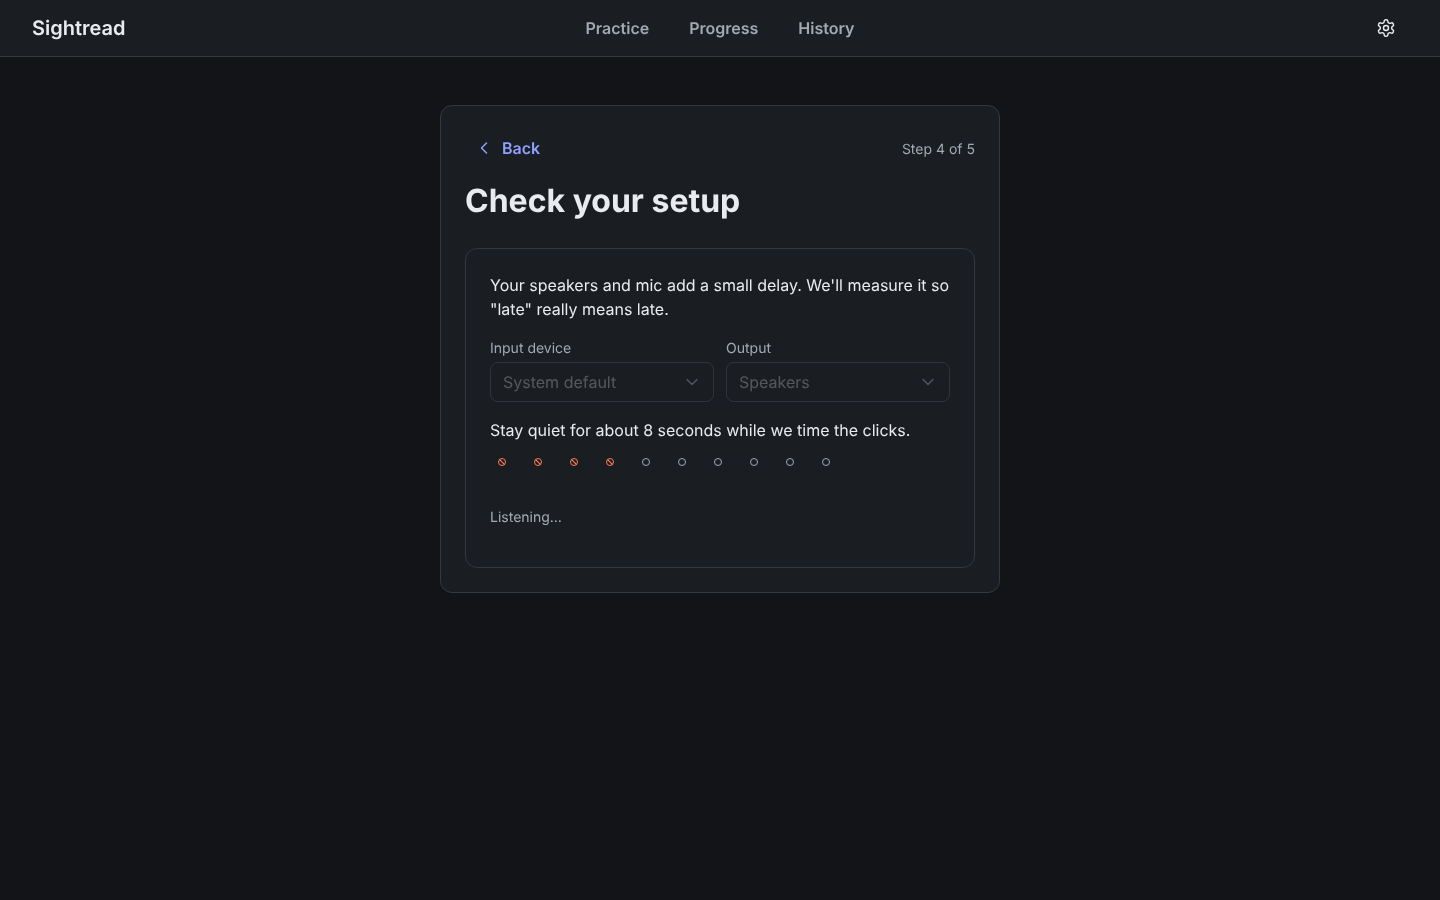 Sightread
Practice
Progress
History
Back
Step 4 of 5
Check your setup
Your speakers and mic add a small delay. We'll measure it so
"late" really means late.
Input device
Output
System default
Speakers
Stay quiet for about 8 seconds while we time the clicks.
Listening...